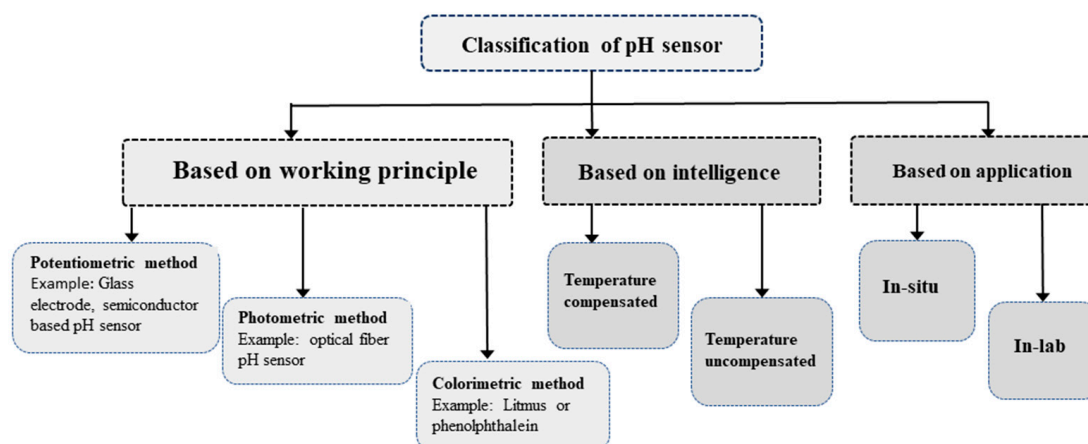 Classification of pH sensor
Based on working principle
Based on intelligence
Based on application
Potentiometric method
Example: Glass
electrode, semiconductor
based pH sensor
Photometric method
Example: optical fiber
pH sensor
Colorimetric method
Example: Litmus or
phenolphthalein
Temperature
compensated
Temperature
uncompensated
In-situ
In-lab